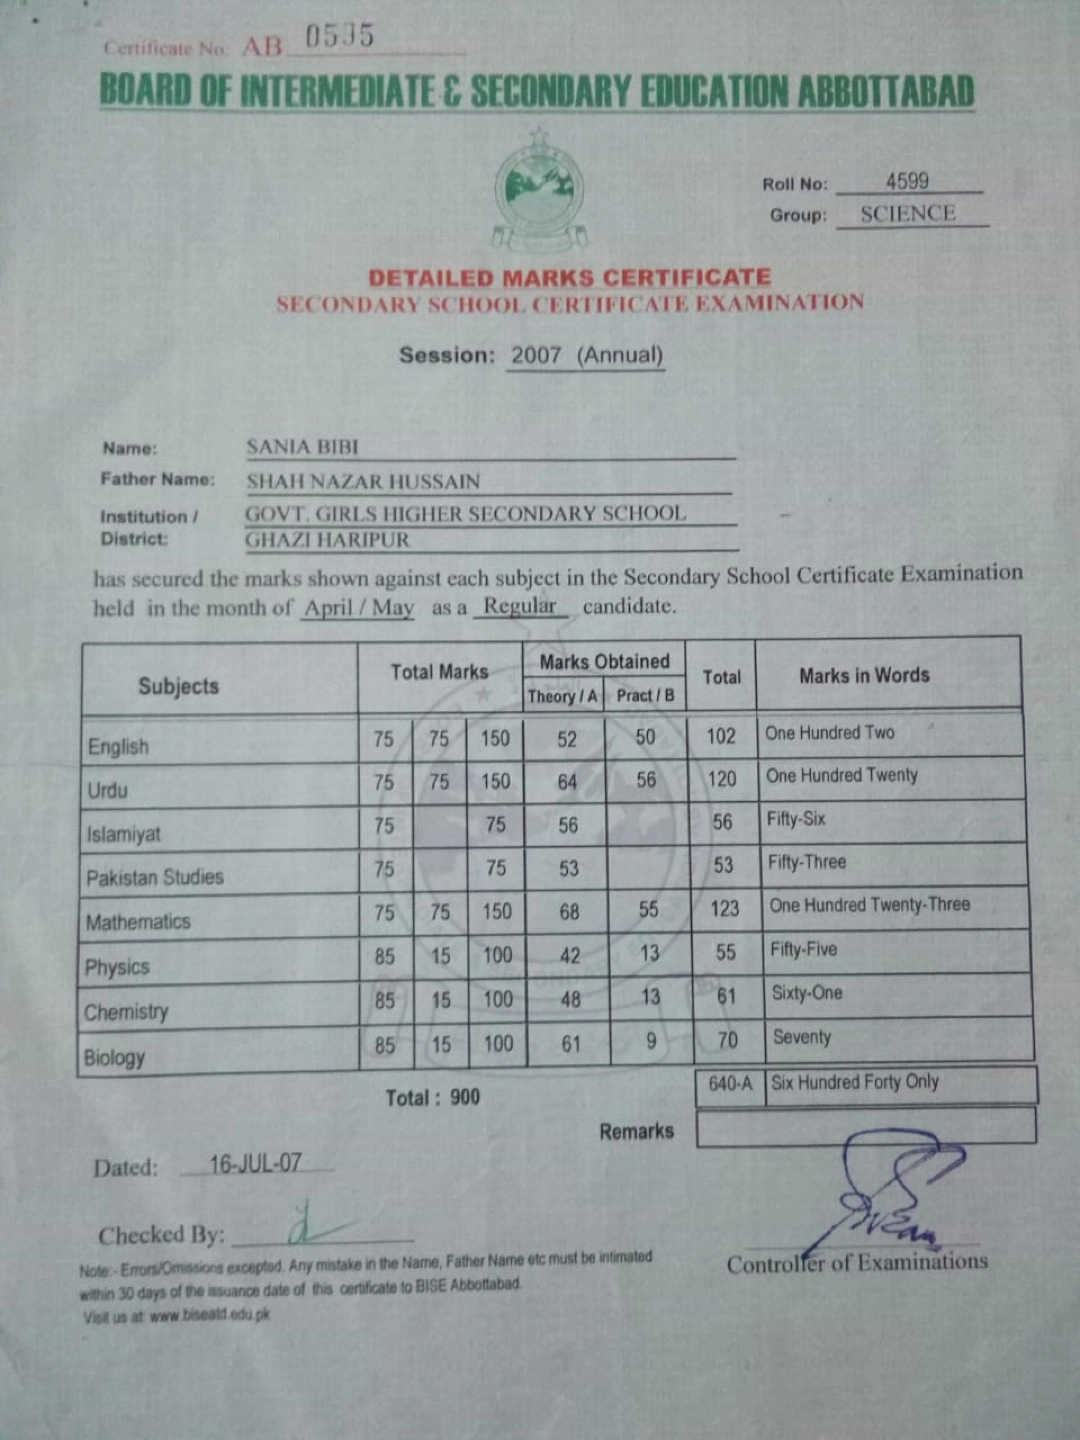 Certificate No: AB 0535
BOARD OF INTERMEDIATE & SECONDARY EDUCATION ABBOTTABAD
Roll No: 4599
Group: SCIENCE
DETAILED MARKS CERTIFICATE
SECONDARY SCHOOL CERTIFICATE EXAMINATION
Session: 2007 (Annual)
Name: SANIA BIBI
Father Name: SHAH NAZAR HUSSAIN
Institution / GOVT. GIRLS HIGHER SECONDARY SCHOOL
District: GHAZI HARIPUR
has secured the marks shown against each subject in the Secondary School Certificate Examination
held in the month of April / May as a Regular candidate.
Subjects Total Marks Marks Obtained Total Marks in Words
Theory / A Pract / B
English 75 75 150 52 50 102 One Hundred Two
Urdu 75 75 150 64 56 120 One Hundred Twenty
Islamiyat 75 75 56 56 Fifty-Six
Pakistan Studies 75 75 53 53 Fifty-Three
Mathematics 75 75 150 68 55 123 One Hundred Twenty-Three
Physics 85 15 100 42 13 55 Fifty-Five
Chemistry 85 15 100 48 13 61 Sixty-One
Biology 85 15 100 61 9 70 Seventy
Total : 900 640-A Six Hundred Forty Only
Remarks
Dated: 16-JUL-07
Checked By:
Controller of Examinations
Note:- Errors/Omissions excepted. Any mistake in the Name, Father Name etc must be intimated
within 30 days of the issuance date of this certificate to BISE Abbottabad.
Visit us at: www.biseatd.edu.pk